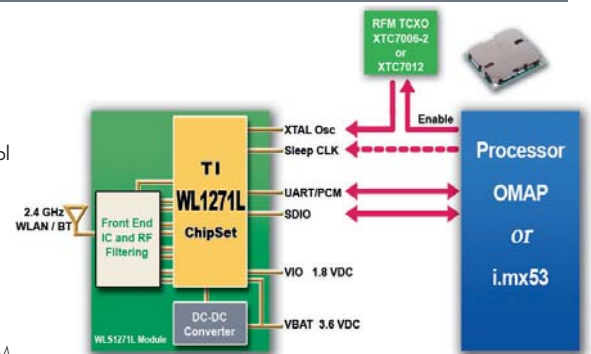 RFM TCXO
XTC7006-2
or
XTC7012
Enable
XTAL Osc
Sleep CLK
UART/PCM
SDIO
VIO 1.8 VDC
VBAT 3.6 VDC
Processor
OMAP
or
i.mx53
TI
WL1271L
ChipSet
2.4 GHz
WLAN / BT
Front End
IC and RF
Filtering
DC-DC
Converter
WLS1271L Module